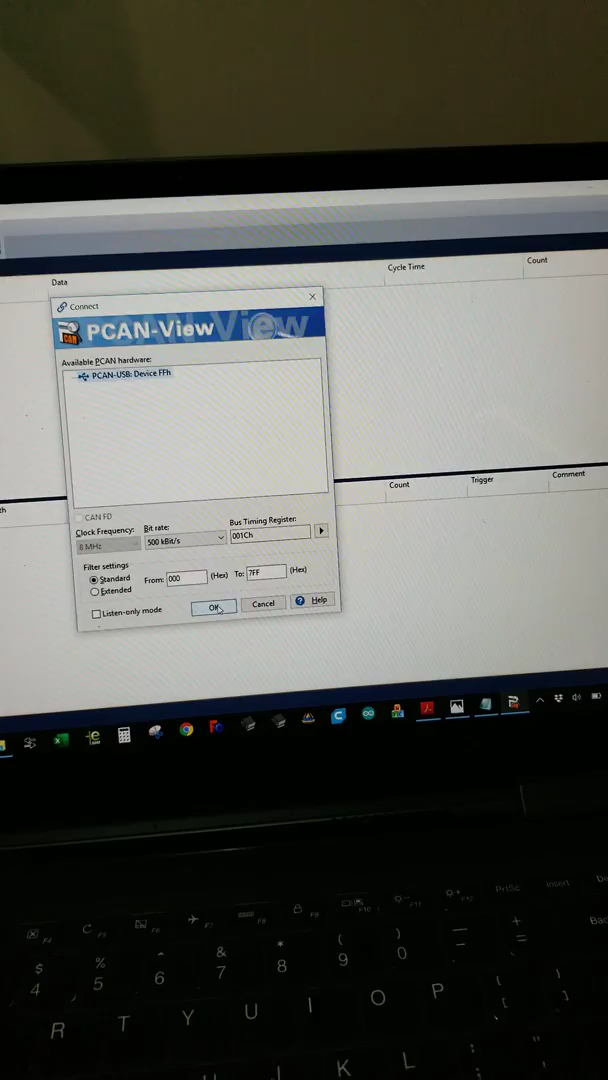 Data
Cycle Time
Count
Connect
PCAN-View
Available PCAN hardware:
PCAN-USB: Device FFh
CAN FD
Clock Frequency:
Bit rate:
Bus Timing Register:
8 MHz
500 kBit/s
001Ch
Filter settings
Standard
Extended
From: 000 (Hex) To: 7FF (Hex)
Listen-only mode
OK
Cancel
Help
Count
Trigger
Comment
F4
F5
F6
F7
F8
F9
F10
F11
F12
PrtSc
Insert
$
4
%
5
^
6
&
7
*
8
(
9
)
0
_
-
+
=
R
T
Y
U
I
O
P
{
[
}
]
J
K
L
:
;
"